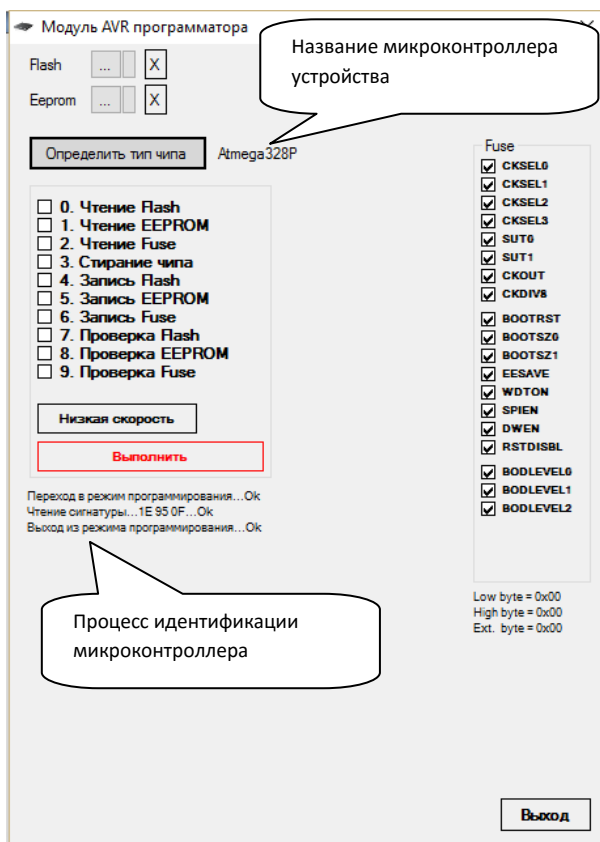 Модуль AVR программатора
Название микроконтроллера
устройства
Flash ... X
Eeprom ... X
Определить тип чипа Atmega328P
0. Чтение Flash
1. Чтение EEPROM
2. Чтение Fuse
3. Стирание чипа
4. Запись Flash
5. Запись EEPROM
6. Запись Fuse
7. Проверка Flash
8. Проверка EEPROM
9. Проверка Fuse
Низкая скорость
Выполнить
Переход в режим программирования...Ok
Чтение сигнатуры...1E 95 0F...Ok
Выход из режима программирования...Ok
Процесс идентификации
микроконтроллера
Fuse
CKSEL0
CKSEL1
CKSEL2
CKSEL3
SUT0
SUT1
CKOUT
CKDIV8
BOOTRST
BOOTSZ0
BOOTSZ1
EESAVE
WDTON
SPIEN
DWEN
RSTDISBL
BODLEVEL0
BODLEVEL1
BODLEVEL2
Low byte = 0x00
High byte = 0x00
Ext. byte = 0x00
Выход